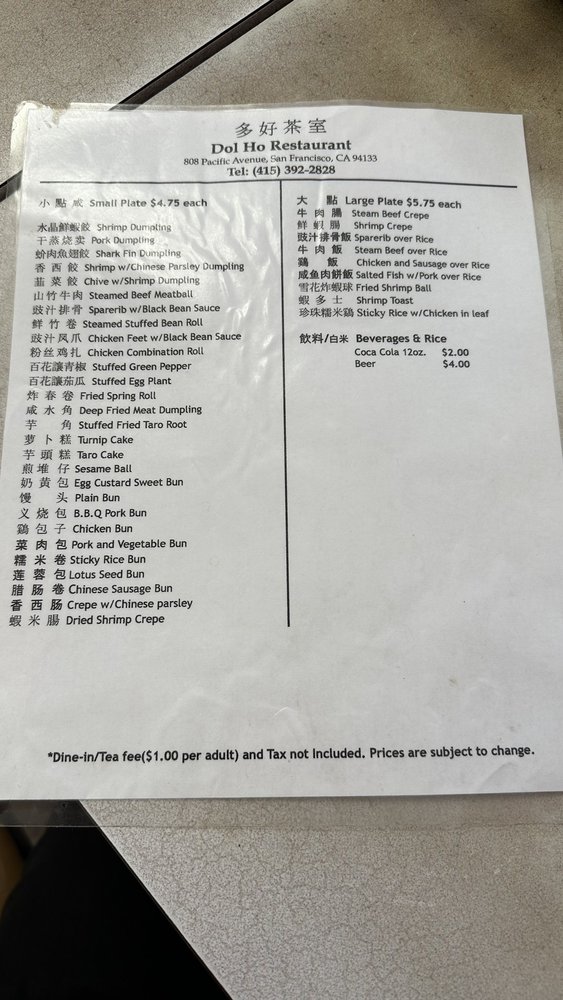 多好茶室
Dol Ho Restaurant
808 Pacific Avenue, San Francisco, CA 94133
Tel: (415) 392-2828
小 點 咸 Small Plate $4.75 each
水晶鮮蝦餃 Shrimp Dumpling
干蒸烧卖 Pork Dumpling
蛤肉魚翅餃 Shark Fin Dumpling
香 西 餃 Shrimp w/Chinese Parsley Dumpling
韮 菜 餃 Chive w/Shrimp Dumpling
山竹牛肉 Steamed Beef Meatball
豉汁排骨 Sparerib w/Black Bean Sauce
鮮 竹 卷 Steamed Stuffed Bean Roll
豉汁凤爪 Chicken Feet w/Black Bean Sauce
粉丝鸡扎 Chicken Combination Roll
百花讓青椒 Stuffed Green Pepper
百花讓茄瓜 Stuffed Egg Plant
炸 春 卷 Fried Spring Roll
咸 水 角 Deep Fried Meat Dumpling
芋 角 Stuffed Fried Taro Root
萝 卜 糕 Turnip Cake
芋 頭 糕 Taro Cake
煎 堆 仔 Sesame Ball
奶 黄 包 Egg Custard Sweet Bun
馒 头 Plain Bun
义 烧 包 B.B.Q Pork Bun
鷄 包 子 Chicken Bun
菜 肉 包 Pork and Vegetable Bun
糯 米 卷 Sticky Rice Bun
莲 蓉 包 Lotus Seed Bun
腊 肠 卷 Chinese Sausage Bun
香 西 肠 Crepe w/Chinese parsley
蝦 米 腸 Dried Shrimp Crepe
大 點 Large Plate $5.75 each
牛 肉 腸 Steam Beef Crepe
鮮 蝦 腸 Shrimp Crepe
豉汁排骨飯 Sparerib over Rice
牛 肉 飯 Steam Beef over Rice
鷄 飯 Chicken and Sausage over Rice
咸魚肉餅飯 Salted Fish w/Pork over Rice
雪花炸蝦球 Fried Shrimp Ball
蝦 多 士 Shrimp Toast
珍珠糯米鷄 Sticky Rice w/Chicken in leaf
飲料/白米 Beverages & Rice
Coca Cola 12oz. $2.00
Beer $4.00
*Dine-in/Tea fee($1.00 per adult) and Tax not included. Prices are subject to change.